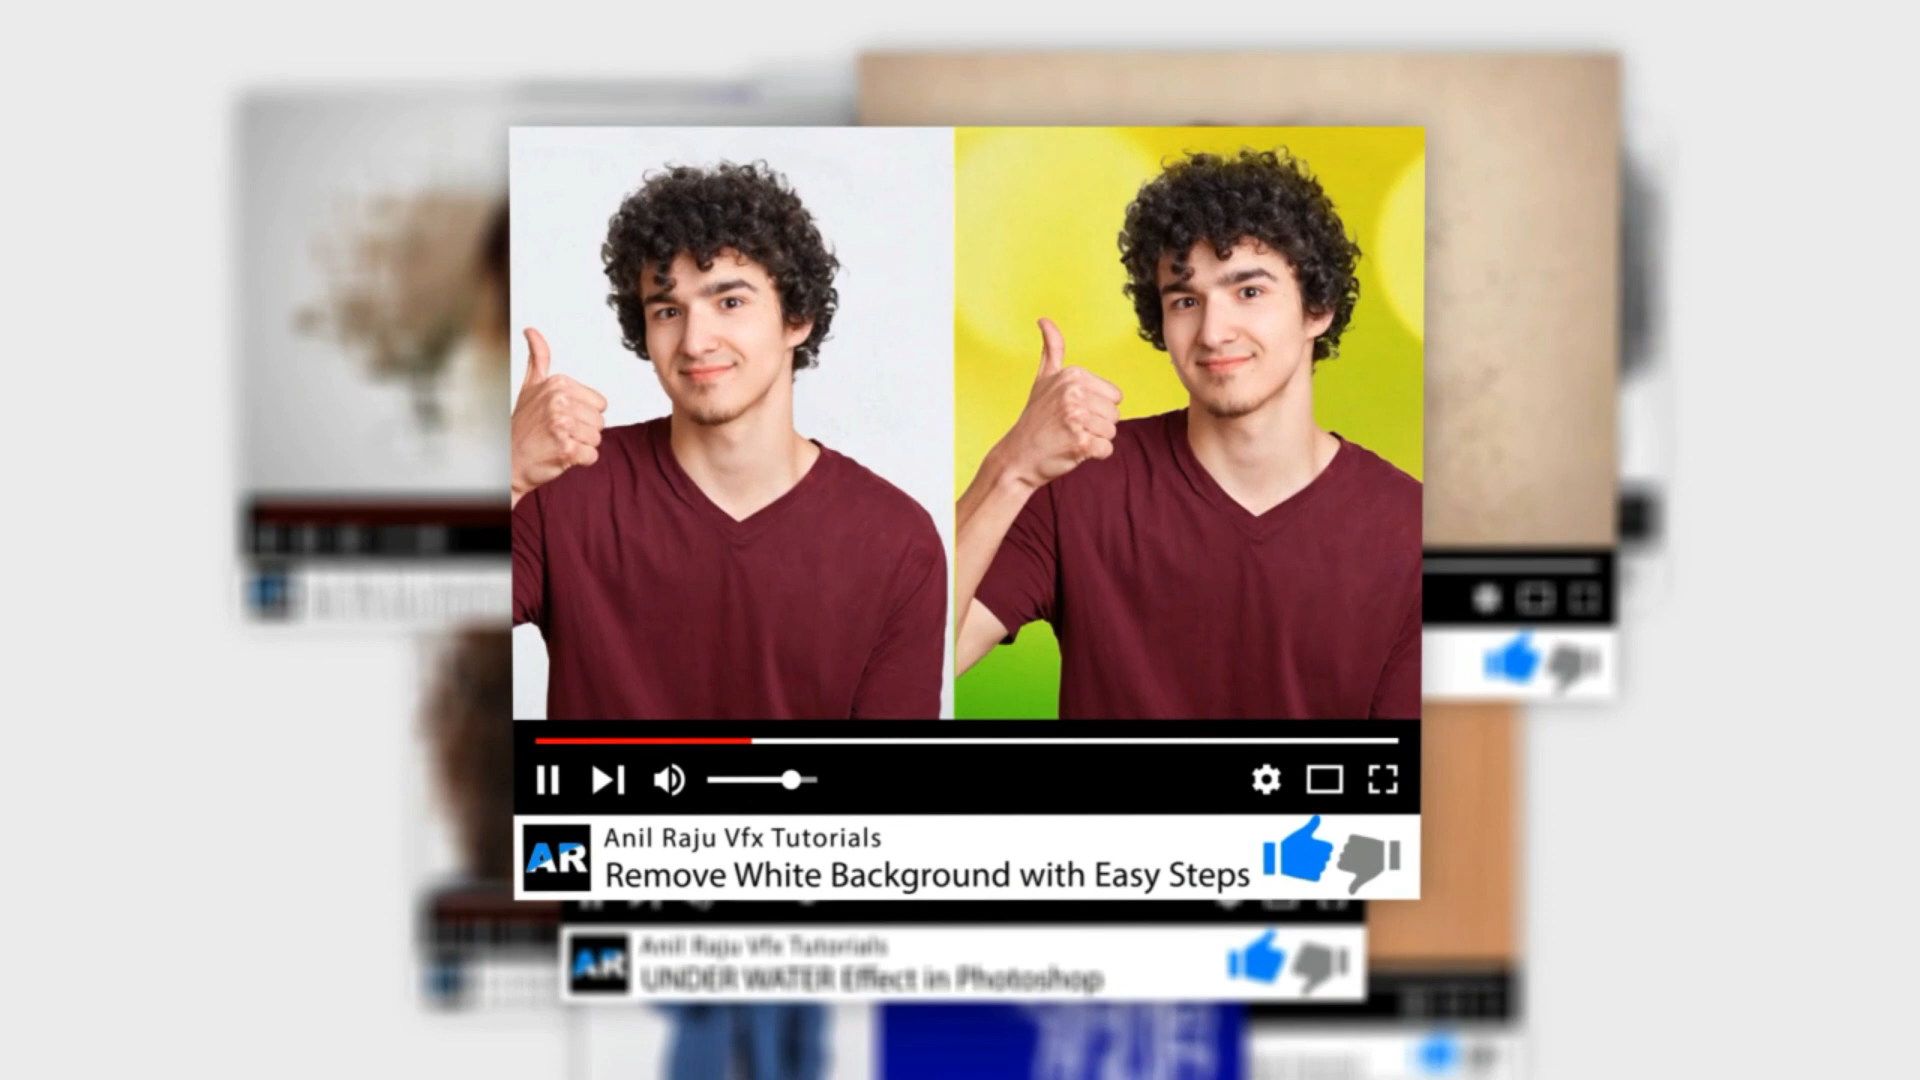 Anil Raju Vfx Tutorials
AR
Remove White Background with Easy Steps
Anil Raju Vfx Tutorials
AR
UNDER WATER Effect in Photoshop